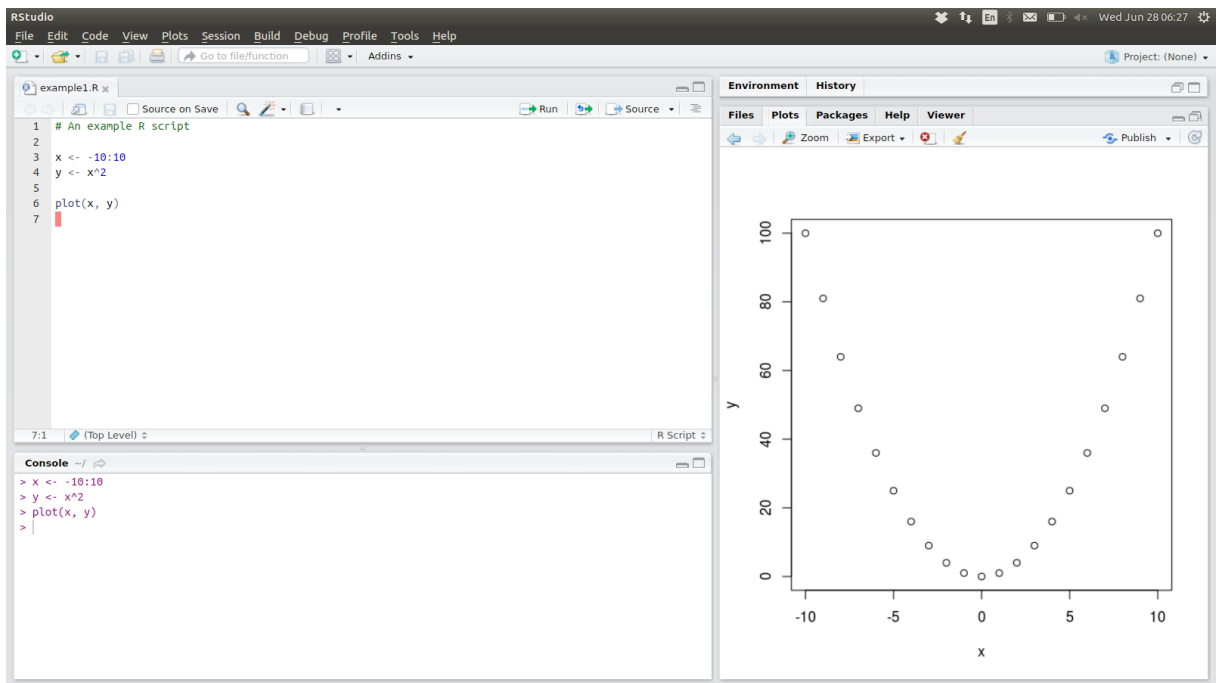 RStudio
En Wed Jun 28 06:27
File Edit Code View Plots Session Build Debug Profile Tools Help
Go to file/function Addins Project: (None)
example1.R
Source on Save Run Source
1 # An example R script
2
3 x <- -10:10
4 y <- x^2
5
6 plot(x, y)
7
7:1 (Top Level) R Script
Console ~/
> x <- -10:10
> y <- x^2
> plot(x, y)
>
Environment History
Files Plots Packages Help Viewer
Zoom Export Publish
100
80
60
40
20
0
y
-10 -5 0 5 10
x